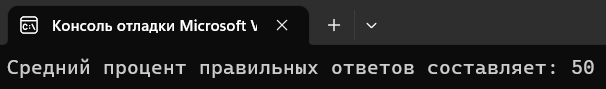 Консоль отладки Microsoft V
Средний процент правильных ответов составляет: 50